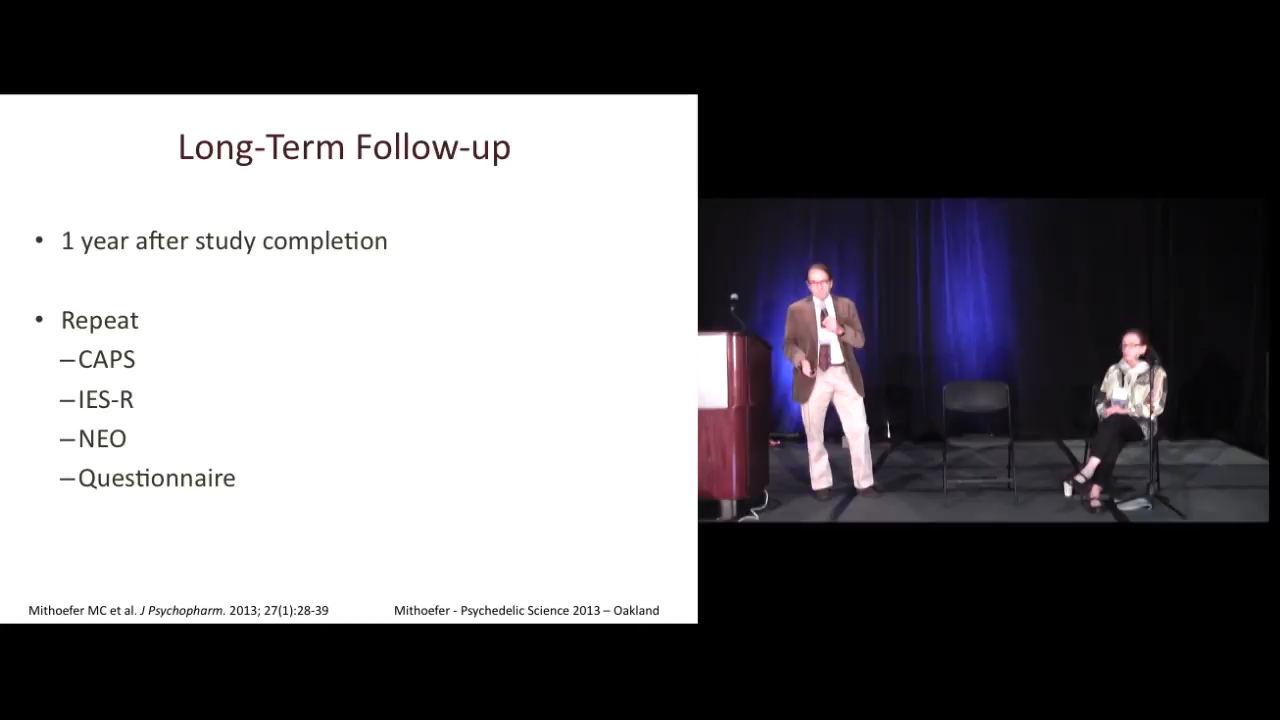 Long-Term Follow-up
• 1 year after study completion
• Repeat
–CAPS
–IES-R
–NEO
–Questionnaire
Mithoefer MC et al. J Psychopharm. 2013; 27(1):28-39
Mithoefer - Psychedelic Science 2013 – Oakland